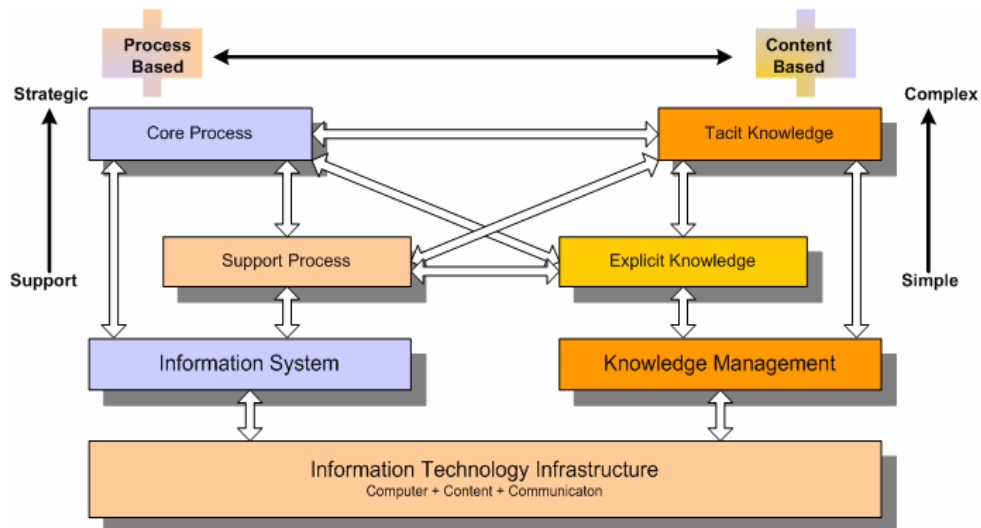 Process
Based
Content
Based
Strategic
Complex
Core Process
Tacit Knowledge
Support Process
Explicit Knowledge
Support
Simple
Information System
Knowledge Management
Information Technology Infrastructure
Computer + Content + Communicaton